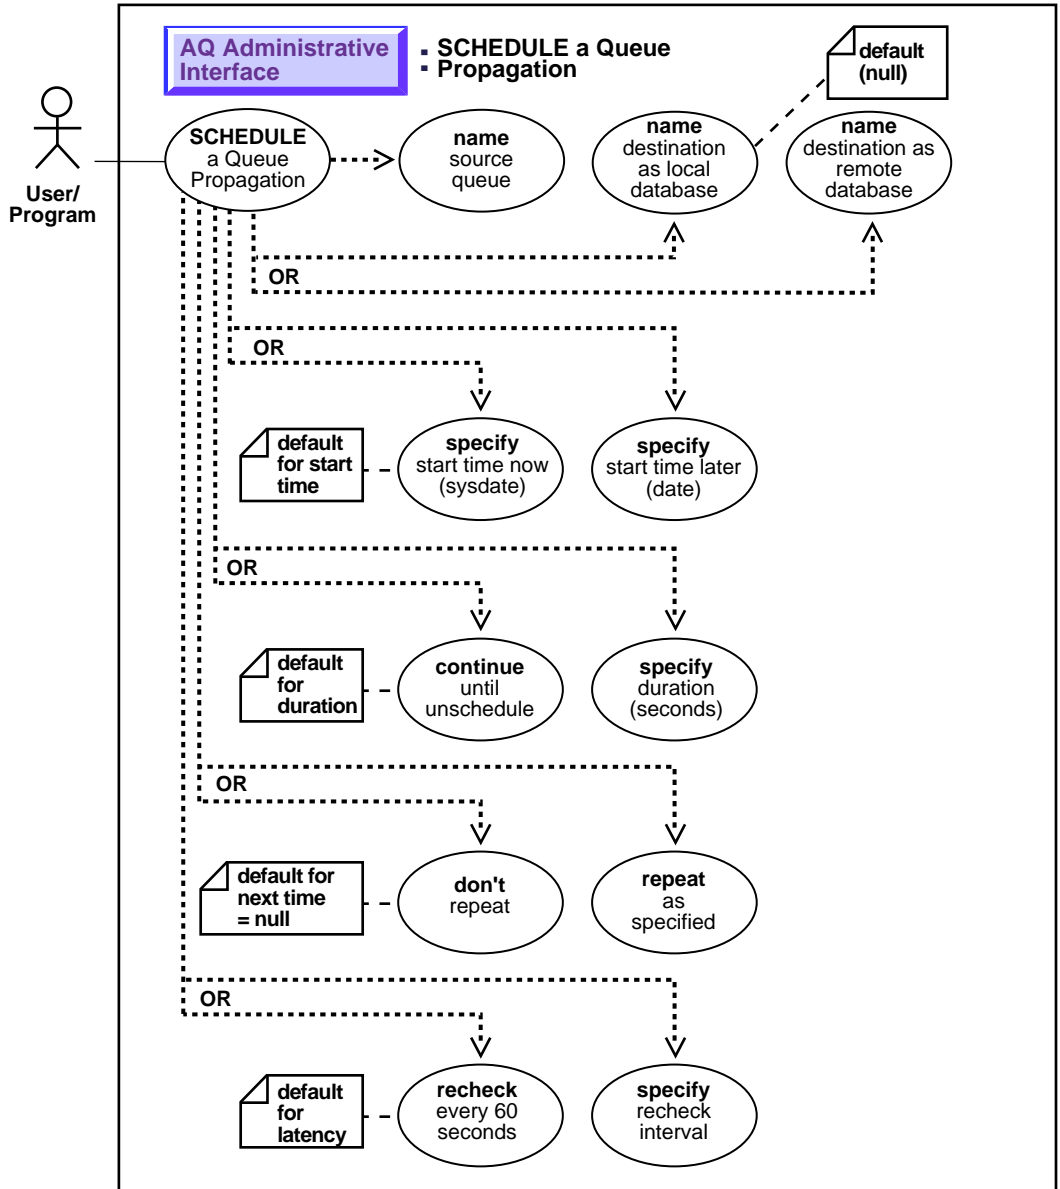 AQ Administrative
Interface
SCHEDULE a Queue
Propagation
default
(null)
User/
Program
SCHEDULE
a Queue
Propagation
name
source
queue
name
destination
as local
database
name
destination as
remote
database
OR
OR
default
for start
time
specify
start time now
(sysdate)
specify
start time later
(date)
OR
default
for
duration
continue
until
unschedule
specify
duration
(seconds)
OR
default for
next time
= null
don't
repeat
repeat
as
specified
OR
default
for
latency
recheck
every 60
seconds
specify
recheck
interval